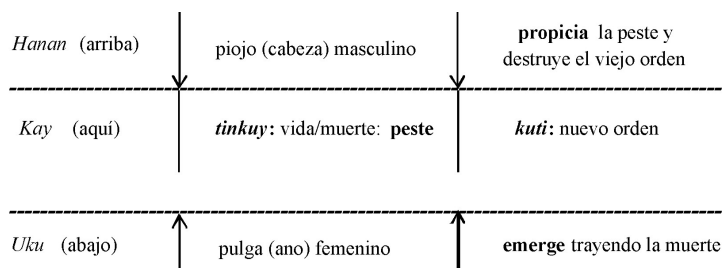 Hanan (arriba) piojo (cabeza) masculino propicia la peste y
destruye el viejo orden
Kay (aquí) tinkuy: vida/muerte: peste kuti: nuevo orden
Uku (abajo) pulga (ano) femenino emerge trayendo la muerte